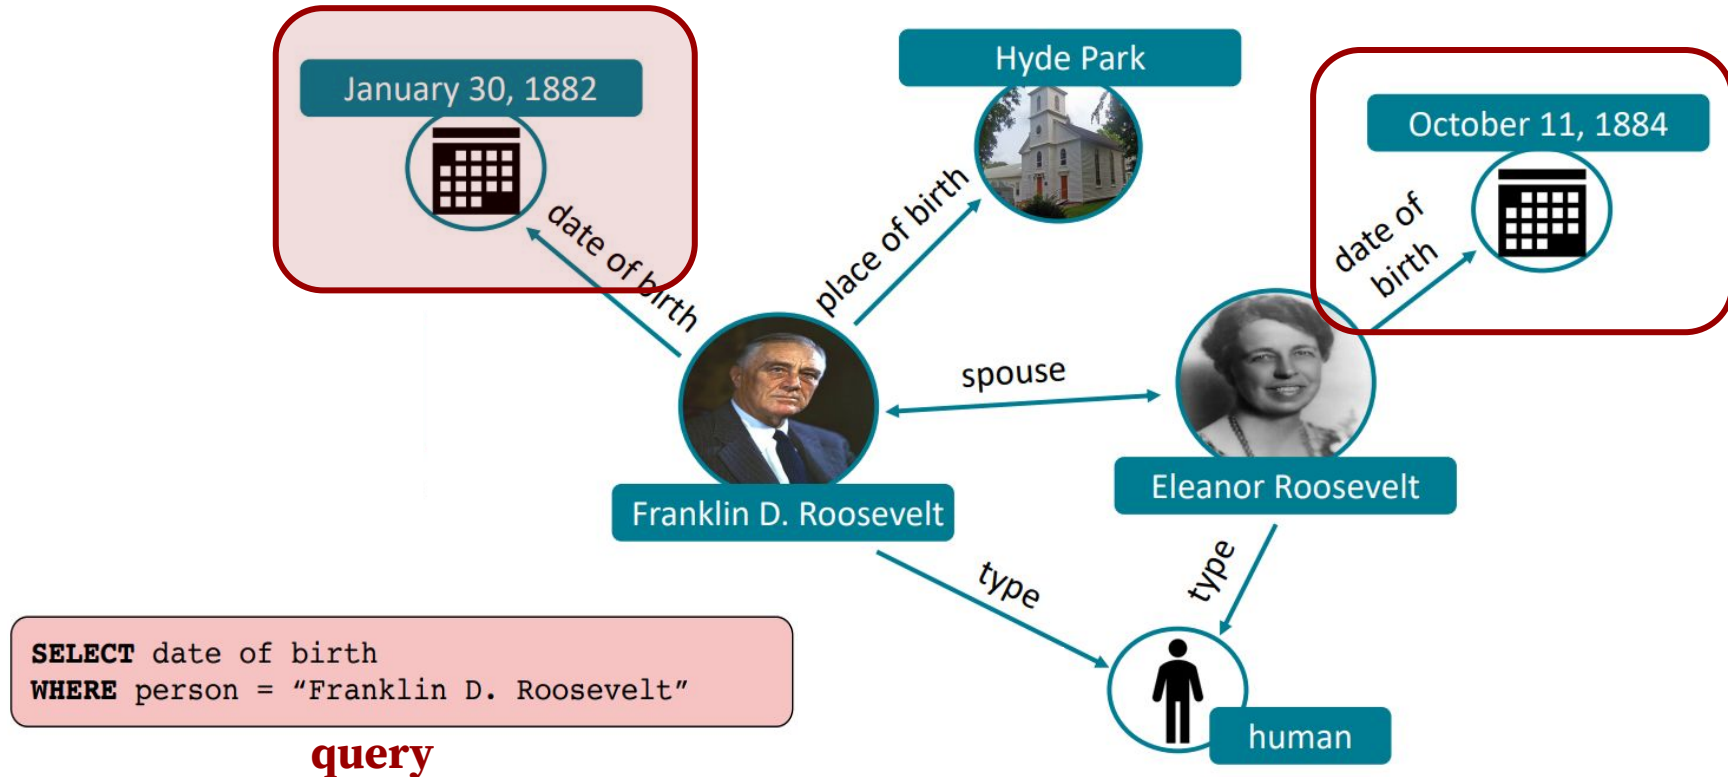 January 30, 1882
Hyde Park
October 11, 1884
date of birth
place of birth
date of
birth
spouse
Franklin D. Roosevelt
Eleanor Roosevelt
type
type
human
SELECT date of birth
WHERE person = “Franklin D. Roosevelt”
query